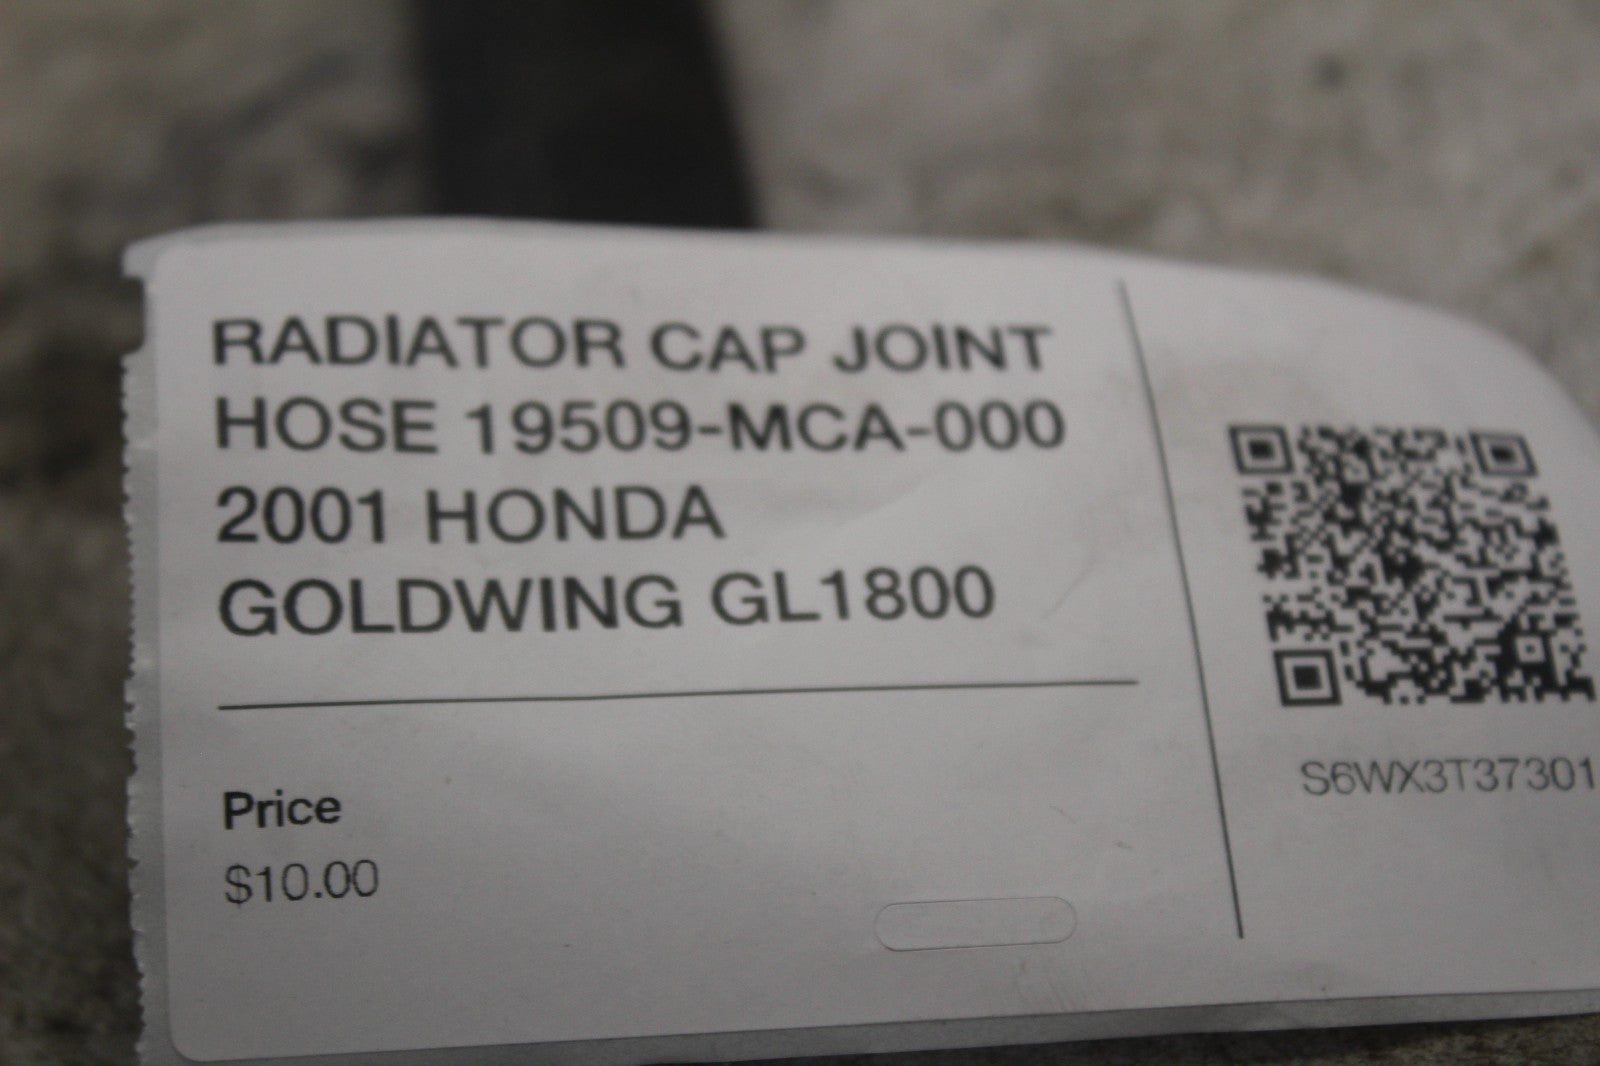 RADIATOR CAP JOINT
HOSE 19509-MCA-000
2001 HONDA
GOLDWING GL1800
Price
$10.00
S6WX3T37301